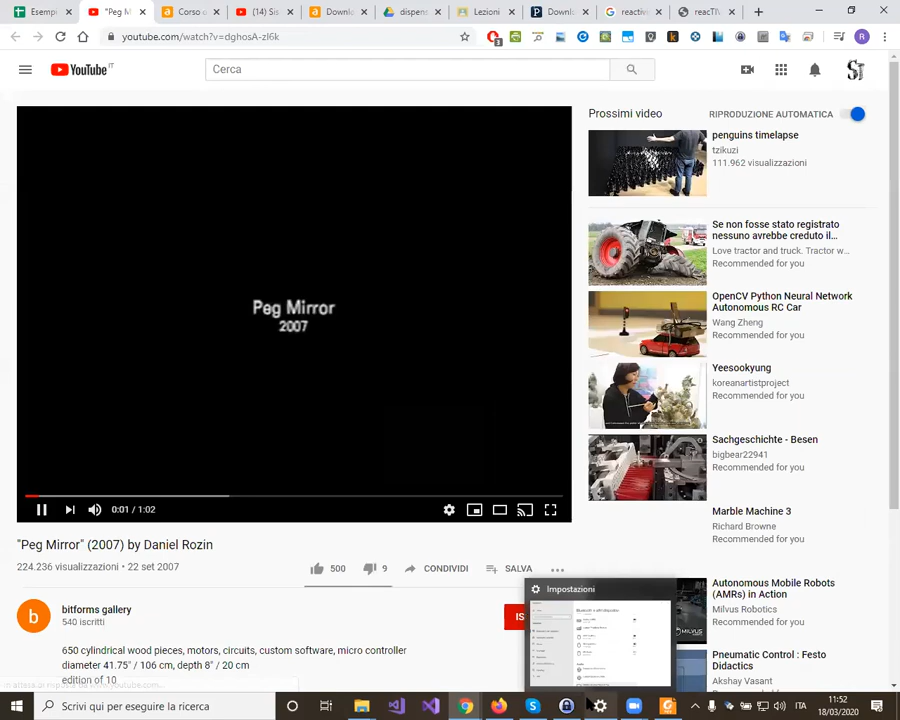 Esempi
"Peg M
Corso d
(14) Sis
Downlo
dispens
Lezioni
Downlo
reactivi
reacTIV
youtube.com/watch?v=dghosA-zI6k
R
YouTube IT
Cerca
Peg Mirror
2007
0:01 / 1:02
"Peg Mirror" (2007) by Daniel Rozin
224.236 visualizzazioni • 22 set 2007
500
9
CONDIVIDI
SALVA
b
bitforms gallery
540 iscritti
IS
650 cylindrical wood pieces, motors, circuits, custom software, micro controller
diameter 41.75" / 106 cm, depth 8" / 20 cm
edition of 10
Prossimi video
RIPRODUZIONE AUTOMATICA
penguins timelapse
tzikuzi
111.962 visualizzazioni
Se non fosse stato registrato
nessuno avrebbe creduto il...
Love tractor and truck. Tractor w...
Recommended for you
OpenCV Python Neural Network
Autonomous RC Car
Wang Zheng
Recommended for you
Yeesookyung
koreanartistproject
Recommended for you
Sachgeschichte - Besen
bigbear22941
Recommended for you
Marble Machine 3
Richard Browne
Recommended for you
Autonomous Mobile Robots
(AMRs) in Action
Milvus Robotics
Recommended for you
Pneumatic Control : Festo
Didactics
Akshay Vasant
Impostazioni
Scrivi qui per eseguire la ricerca
ITA
11:52
18/03/2020